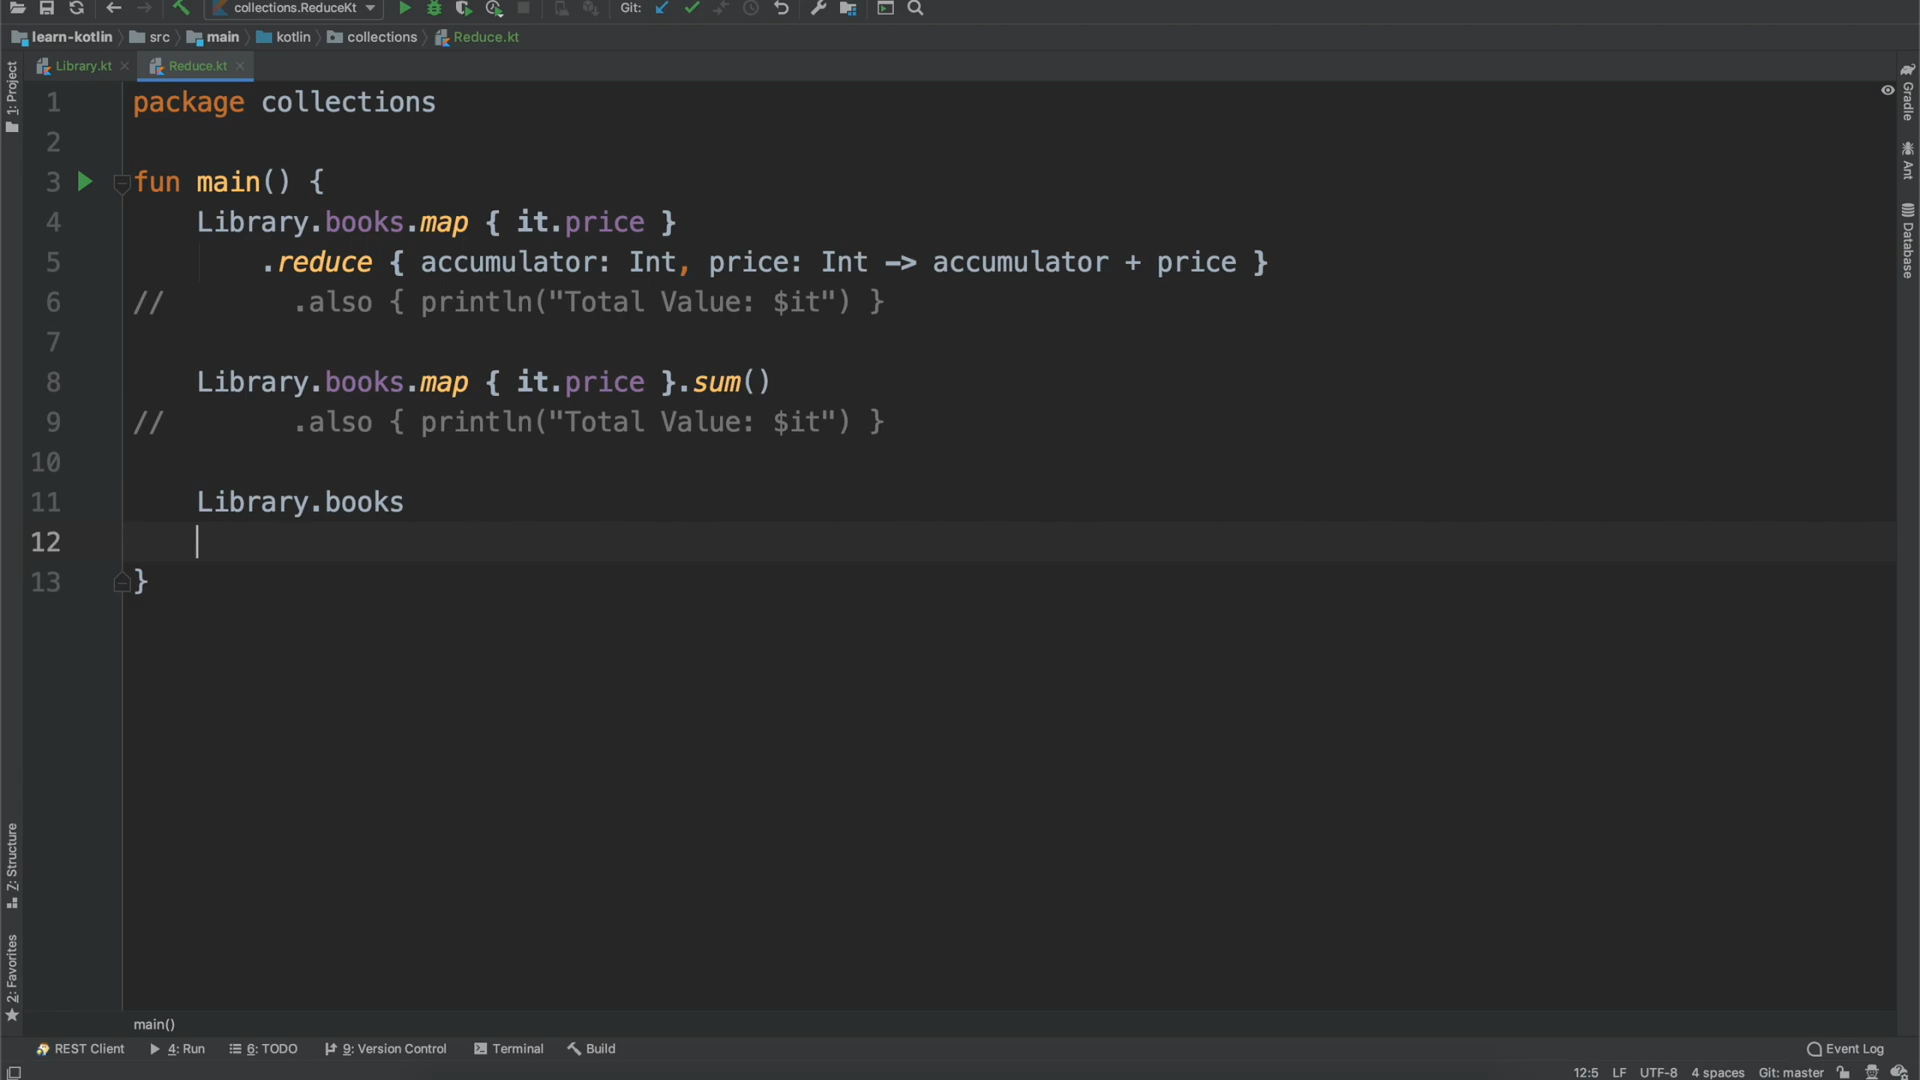 collections.ReduceKt Git:
learn-kotlin src main kotlin collections Reduce.kt
Library.kt Reduce.kt
1: Project
1 package collections
2
3 fun main() {
4 Library.books.map { it.price }
5 .reduce { accumulator: Int, price: Int -> accumulator + price }
6 // .also { println("Total Value: $it") }
7
8 Library.books.map { it.price }.sum()
9 // .also { println("Total Value: $it") }
10
11 Library.books
12
13 }
Z: Structure
2: Favorites
Gradle
Ant
Database
main()
REST Client 4: Run 6: TODO 9: Version Control Terminal Build Event Log
12:5 LF UTF-8 4 spaces Git: master